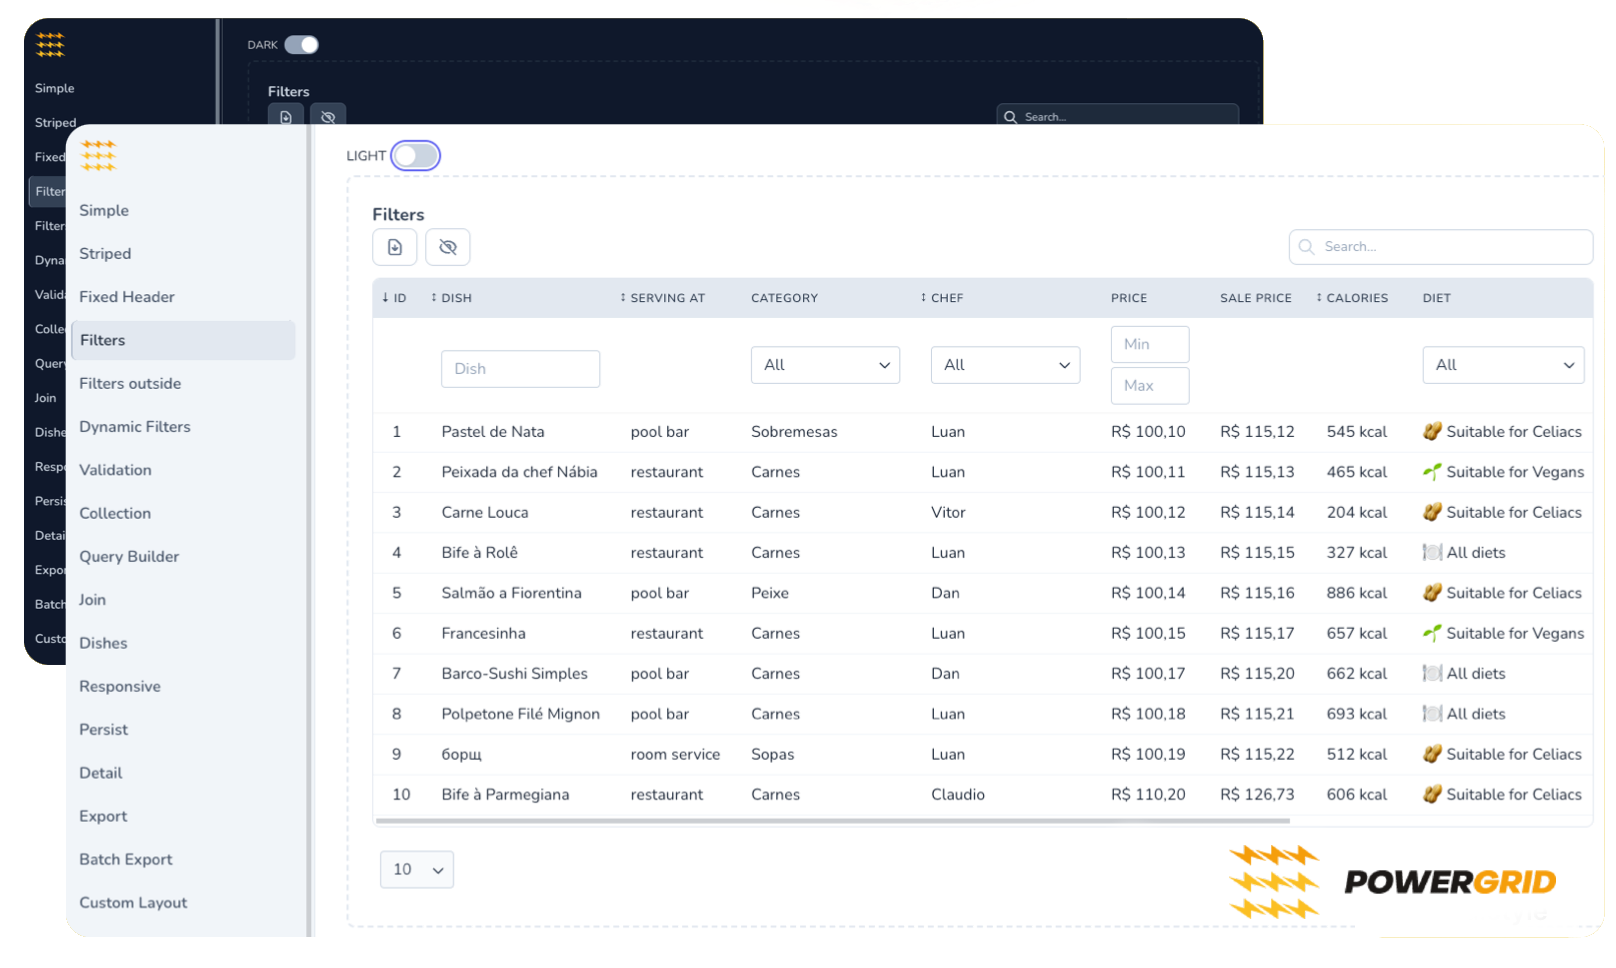 DARK
Simple
Filters
Search...
Striped
Fixed
Filter
Filter
Dyna
Valida
Colle
Query
Join
Dishe
Respo
Persis
Detai
Expor
Batch
Custo
LIGHT
Simple
Striped
Fixed Header
Filters
Filters outside
Dynamic Filters
Validation
Collection
Query Builder
Join
Dishes
Responsive
Persist
Detail
Export
Batch Export
Custom Layout
Filters
Search...
ID DISH SERVING AT CATEGORY CHEF PRICE SALE PRICE CALORIES DIET
Dish All All Min Max All
1 Pastel de Nata pool bar Sobremesas Luan R$ 100,10 R$ 115,12 545 kcal Suitable for Celiacs
2 Peixada da chef Nábia restaurant Carnes Luan R$ 100,11 R$ 115,13 465 kcal Suitable for Vegans
3 Carne Louca restaurant Carnes Vitor R$ 100,12 R$ 115,14 204 kcal Suitable for Celiacs
4 Bife à Rolê restaurant Carnes Luan R$ 100,13 R$ 115,15 327 kcal All diets
5 Salmão a Fiorentina pool bar Peixe Dan R$ 100,14 R$ 115,16 886 kcal Suitable for Celiacs
6 Francesinha restaurant Carnes Luan R$ 100,15 R$ 115,17 657 kcal Suitable for Vegans
7 Barco-Sushi Simples pool bar Carnes Dan R$ 100,17 R$ 115,20 662 kcal All diets
8 Polpetone Filé Mignon pool bar Carnes Luan R$ 100,18 R$ 115,21 693 kcal All diets
9 борщ room service Sopas Luan R$ 100,19 R$ 115,22 512 kcal Suitable for Celiacs
10 Bife à Parmegiana restaurant Carnes Claudio R$ 110,20 R$ 126,73 606 kcal Suitable for Celiacs
10
POWERGRID